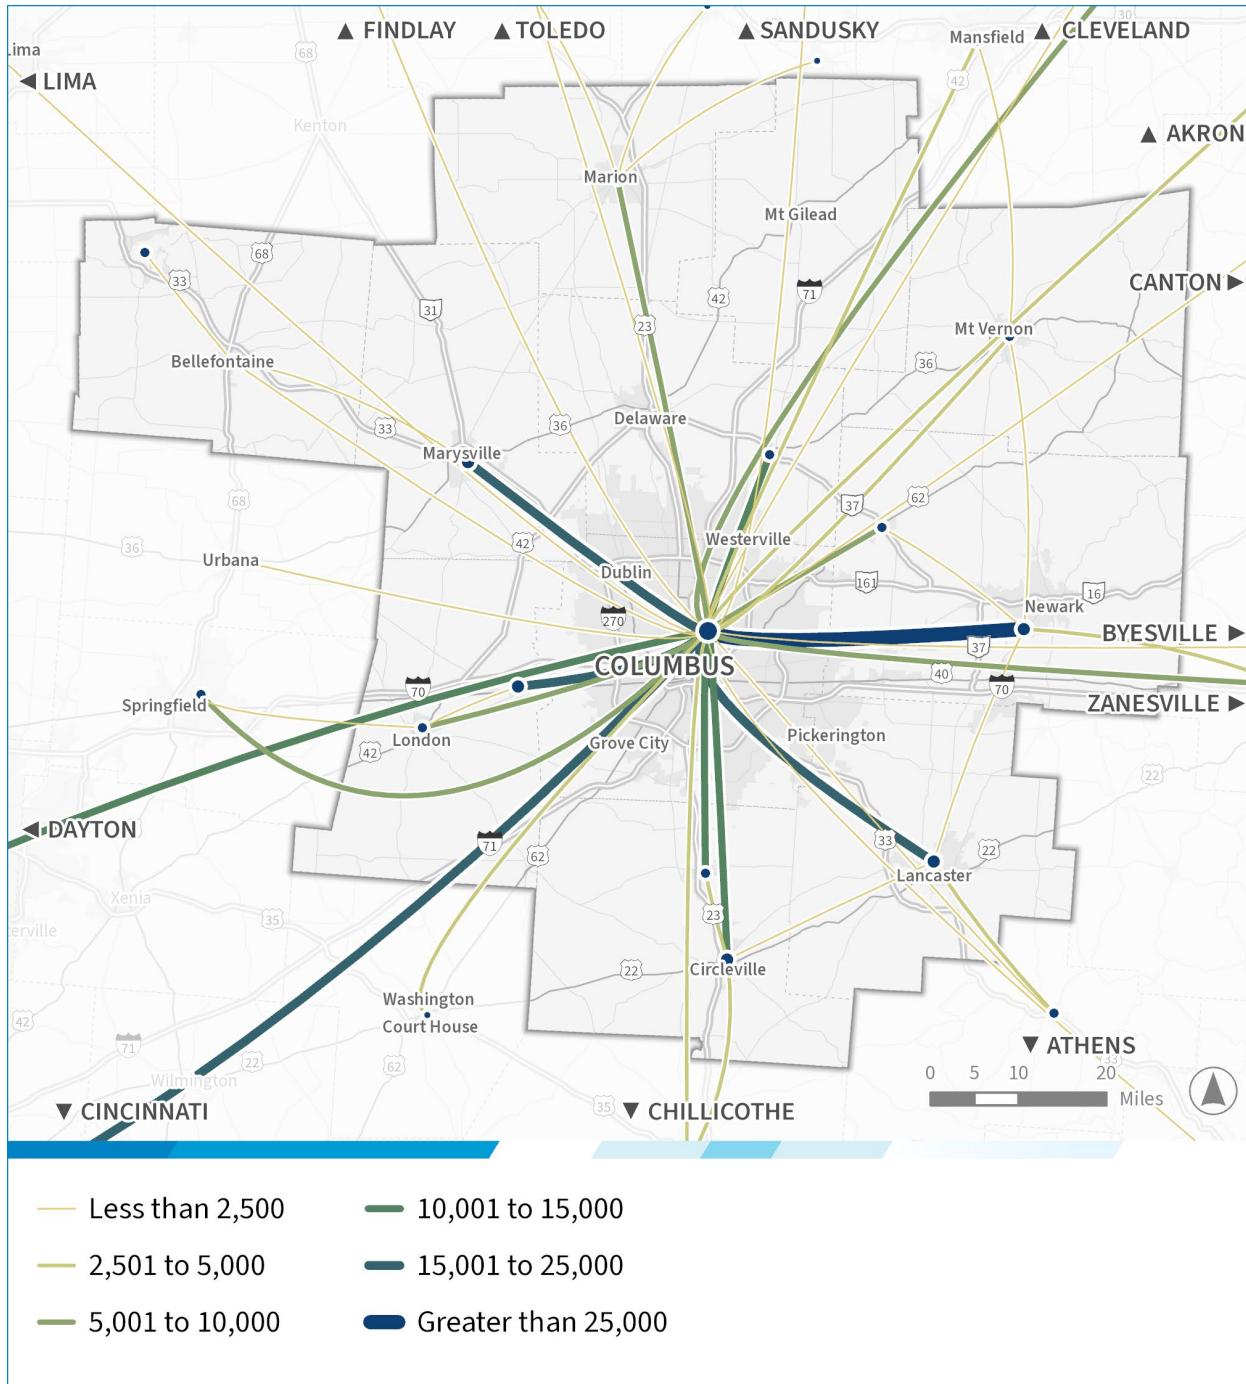 ▲ FINDLAY
▲ TOLEDO
▲ SANDUSKY
▲ CLEVELAND
30
Mansfield
Lima
68
42
◀ LIMA
Kenton
▲ AKRON
Marion
Mt Gilead
68
33
CANTON ▶
31
42
71
23
Mt Vernon
Bellefontaine
36
Delaware
33
36
Marysville
68
37
62
42
36
Westerville
Urbana
Dublin
161
16
Newark
270
BYESVILLE ▶
37
COLUMBUS
40
70
70
Springfield
ZANESVILLE ▶
London
42
Grove City
Pickerington
22
◀ DAYTON
71
33
22
62
Lancaster
Xenia
35
23
erville
22
Circleville
Washington
Court House
42
71
22
62
▼ ATHENS
33
Wilmington
0 5 10 20
Miles
35
▼ CINCINNATI
▼ CHILLICOTHE
Less than 2,500
2,501 to 5,000
5,001 to 10,000
10,001 to 15,000
15,001 to 25,000
Greater than 25,000